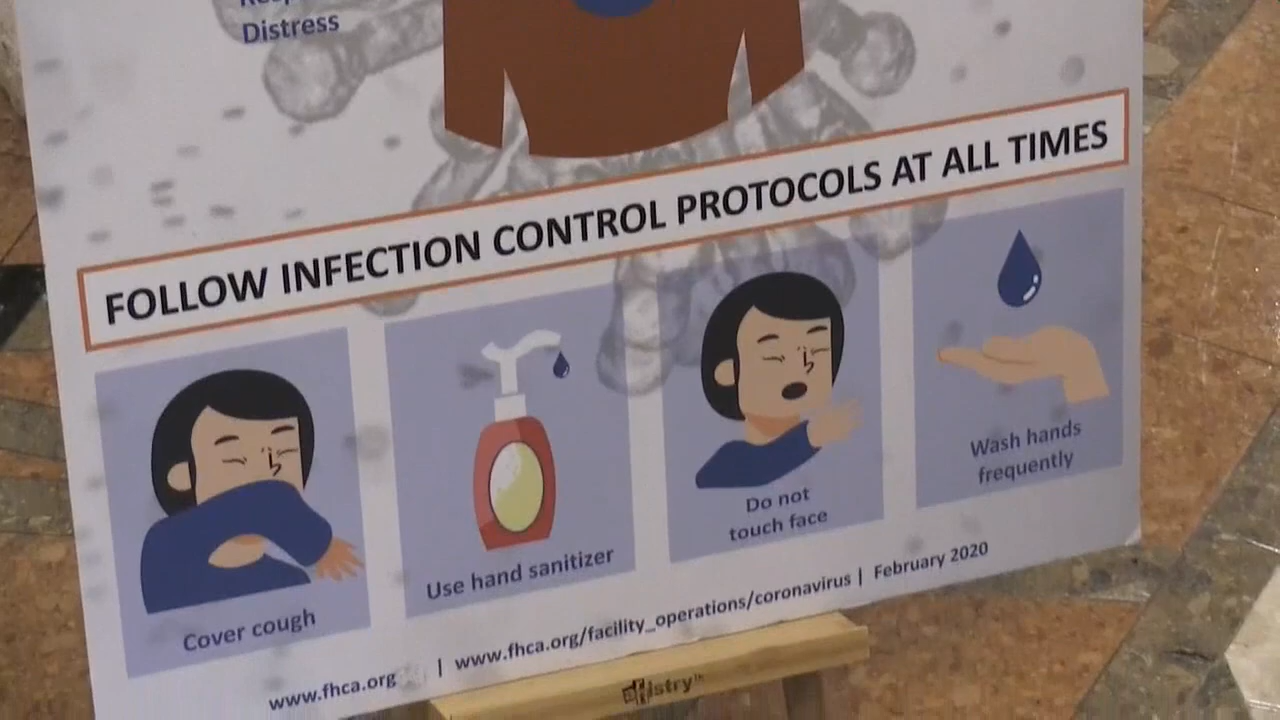 Distress
FOLLOW INFECTION CONTROL PROTOCOLS AT ALL TIMES
Cover cough
Use hand sanitizer
Do not
touch face
Wash hands
frequently
www.fhca.org | www.fhca.org/facility_operations/coronavirus | February 2020